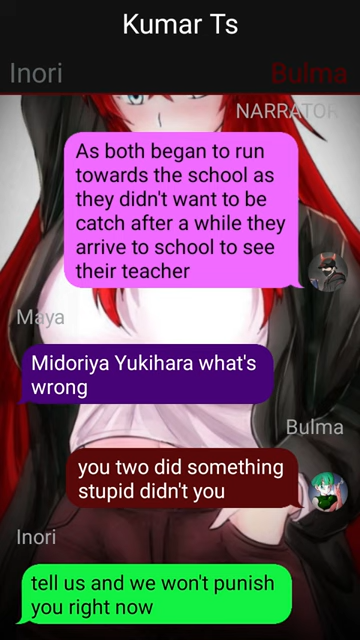 Kumar Ts
Inori
Bulma
NARRATOR
As both began to run
towards the school as
they didn't want to be
catch after a while they
arrive to school to see
their teacher
Maya
Midoriya Yukihara what's
wrong
Bulma
you two did something
stupid didn't you
Inori
tell us and we won't punish
you right now